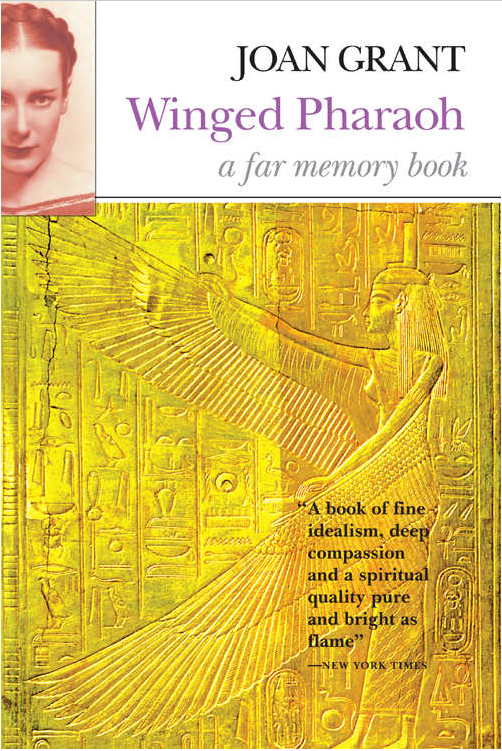 JOAN GRANT
Winged Pharaoh
a far memory book
“A book of fine
idealism, deep
compassion
and a spiritual
quality pure
and bright as
flame”
—NEW YORK TIMES